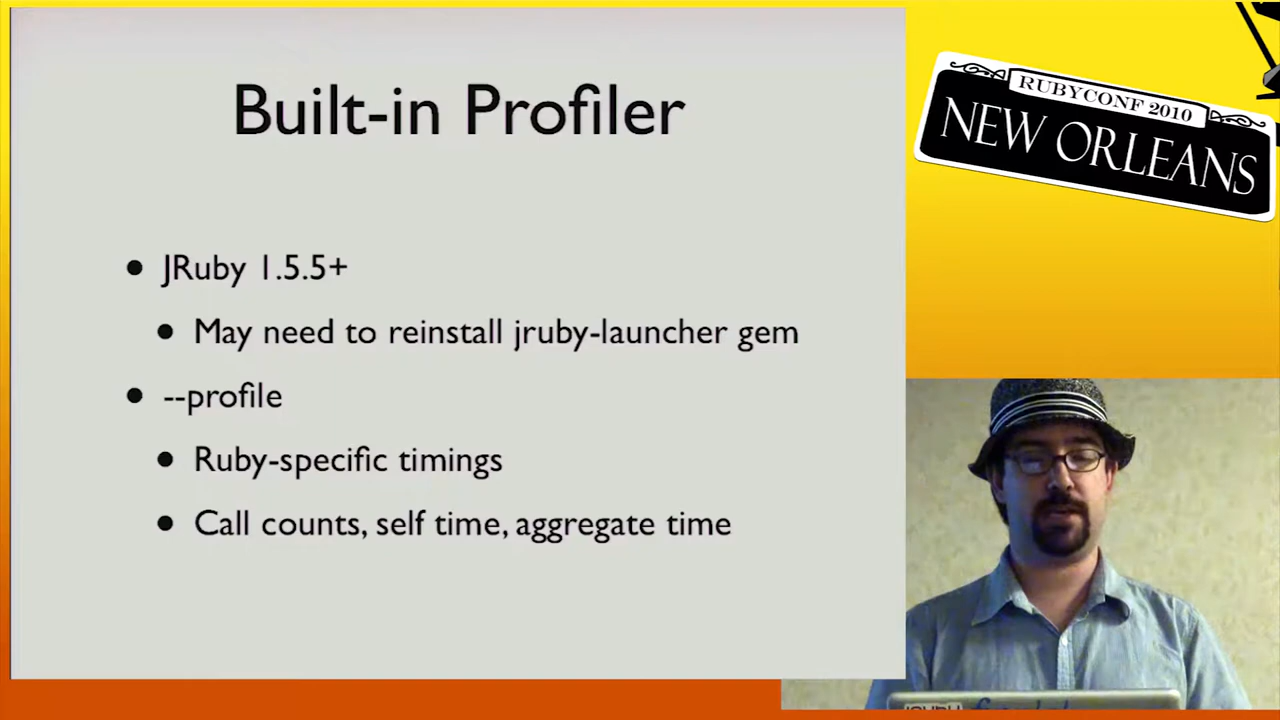 Built-in Profiler
• JRuby 1.5.5+
• May need to reinstall jruby-launcher gem
• --profile
• Ruby-specific timings
• Call counts, self time, aggregate time
RUBYCONF 2010
NEW ORLEANS